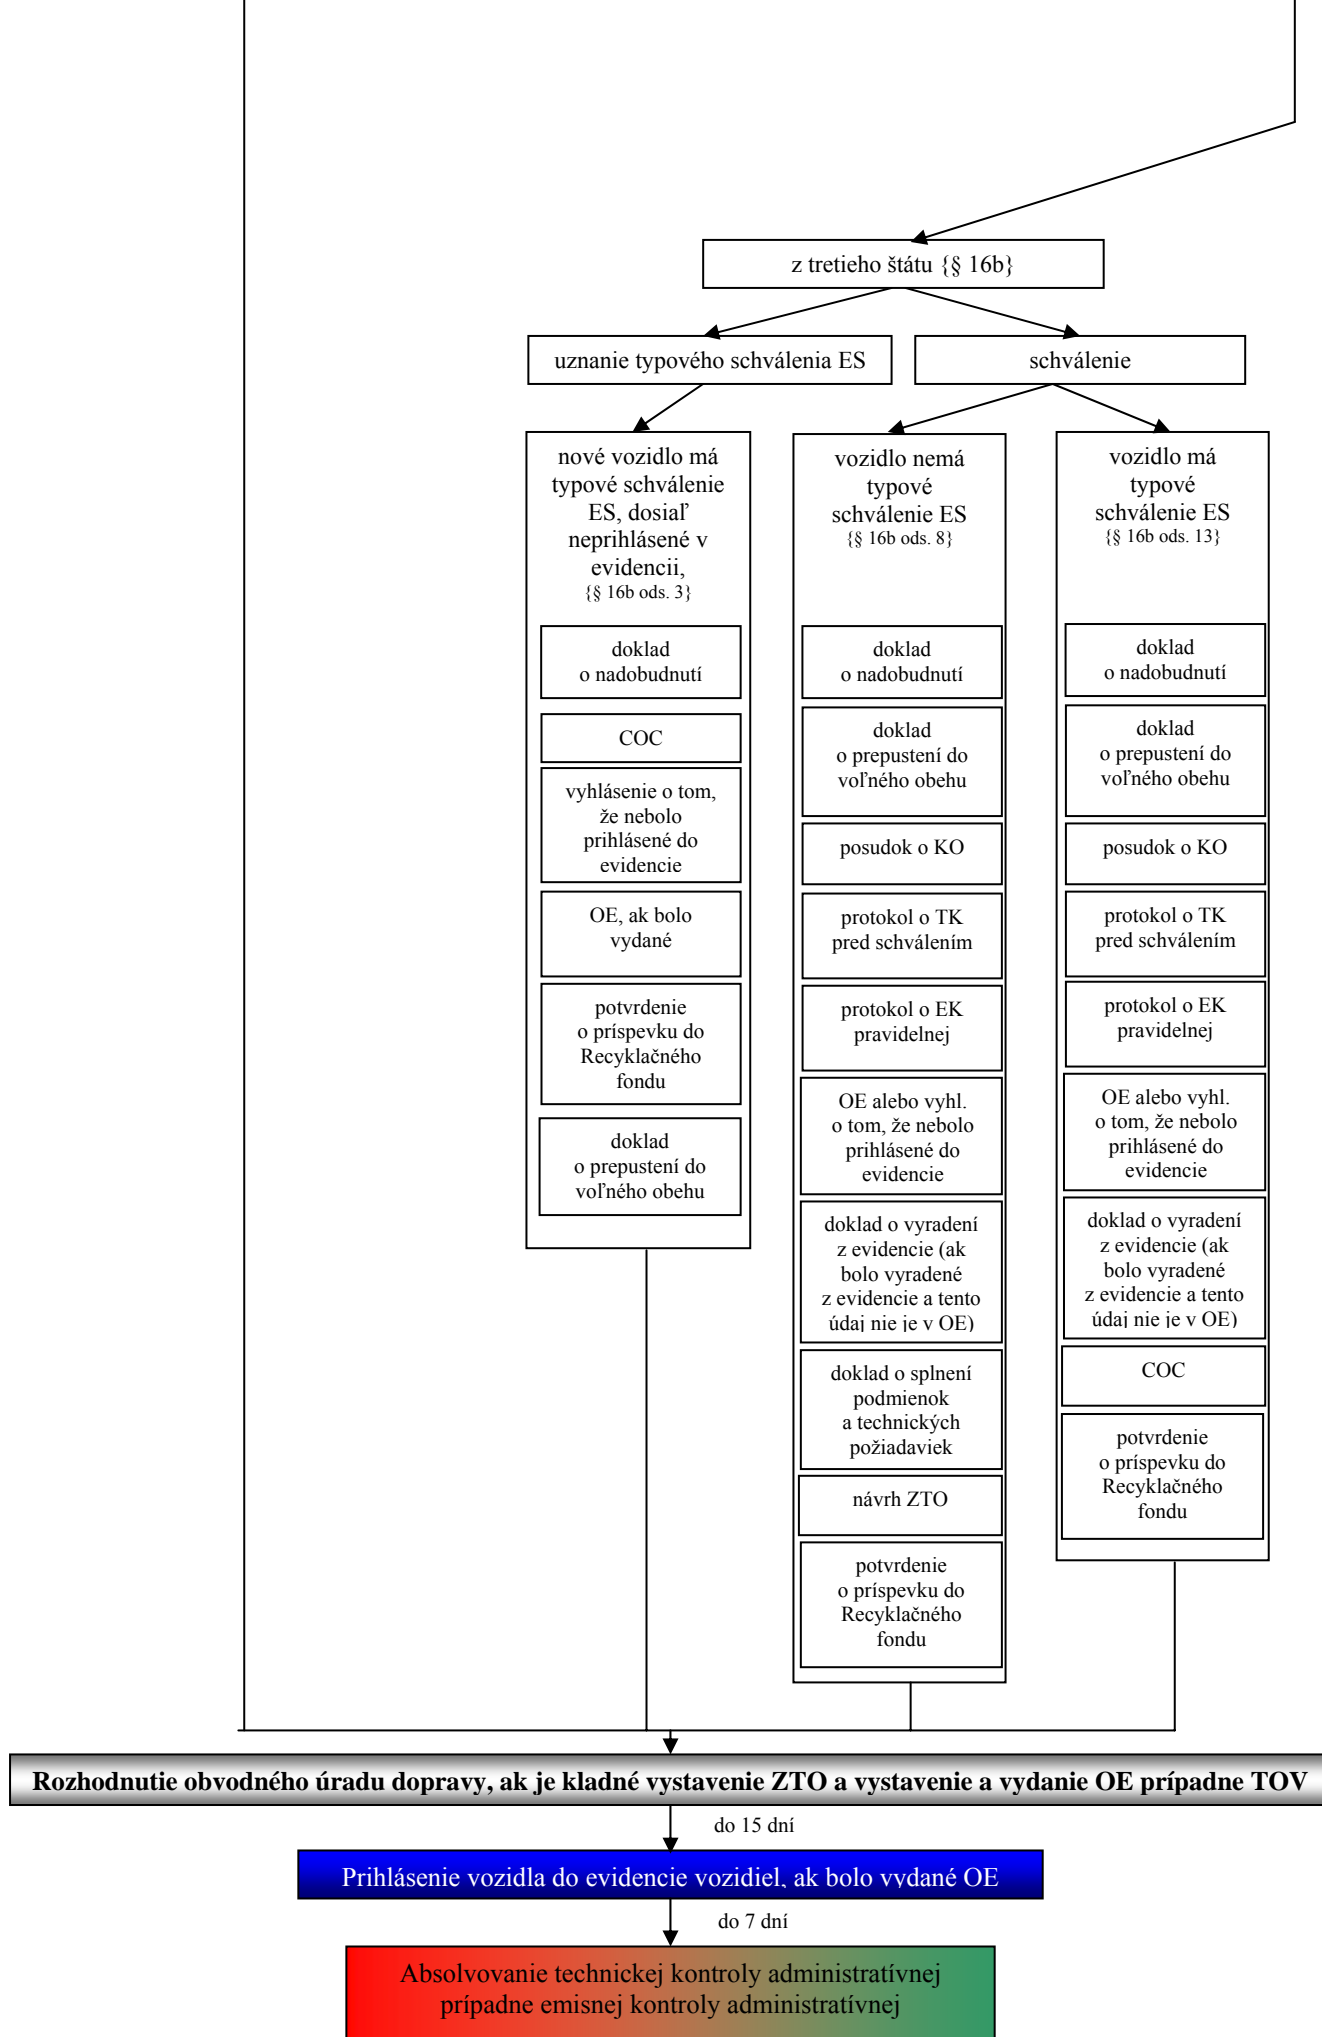 z tretieho štátu {§ 16b}
uznanie typového schválenia ES
schválenie
nové vozidlo má
typové schválenie
ES, dosiaľ
neprihlásené v
evidencii,
{§ 16b ods. 3}
doklad
o nadobudnutí
COC
vyhlásenie o tom,
že nebolo
prihlásené do
evidencie
OE, ak bolo
vydané
potvrdenie
o príspevku do
Recyklačného
fondu
doklad
o prepustení do
voľného obehu
vozidlo nemá
typové
schválenie ES
{§ 16b ods. 8}
doklad
o nadobudnutí
doklad
o prepustení do
voľného obehu
posudok o KO
protokol o TK
pred schválením
protokol o EK
pravidelnej
OE alebo vyhl.
o tom, že nebolo
prihlásené do
evidencie
doklad o vyradení
z evidencie (ak
bolo vyradené
z evidencie a tento
údaj nie je v OE)
doklad o splnení
podmienok
a technických
požiadaviek
návrh ZTO
potvrdenie
o príspevku do
Recyklačného
fondu
vozidlo má
typové
schválenie ES
{§ 16b ods. 13}
doklad
o nadobudnutí
doklad
o prepustení do
voľného obehu
posudok o KO
protokol o TK
pred schválením
protokol o EK
pravidelnej
OE alebo vyhl.
o tom, že nebolo
prihlásené do
evidencie
doklad o vyradení
z evidencie (ak
bolo vyradené
z evidencie a tento
údaj nie je v OE)
COC
potvrdenie
o príspevku do
Recyklačného
fondu
Rozhodnutie obvodného úradu dopravy, ak je kladné vystavenie ZTO a vystavenie a vydanie OE prípadne TOV
do 15 dní
Prihlásenie vozidla do evidencie vozidiel, ak bolo vydané OE
do 7 dní
Absolvovanie technickej kontroly administratívnej
prípadne emisnej kontroly administratívnej